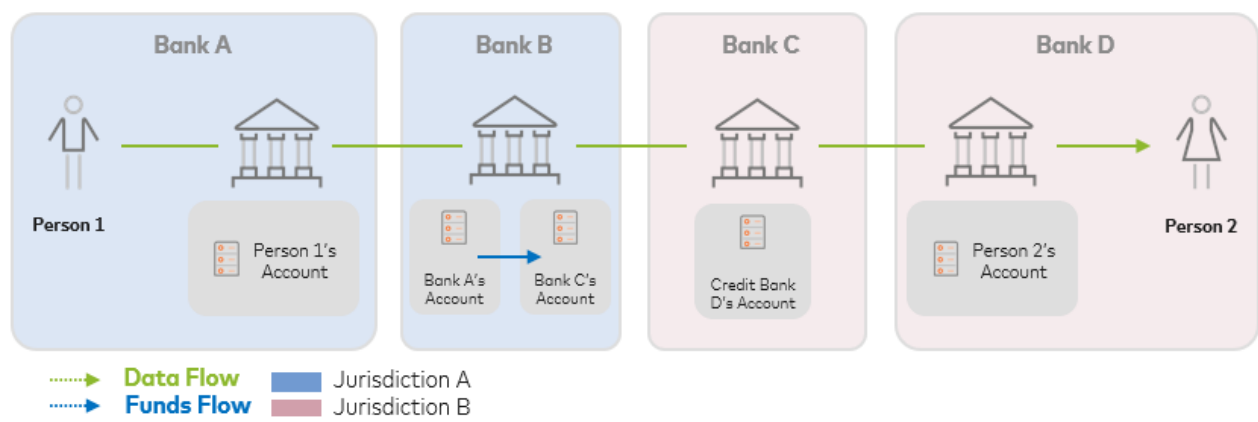 Bank A
Bank B
Bank C
Bank D
Person 1
Person 1's
Account
Bank A's
Account
Bank C's
Account
Credit Bank
D's Account
Person 2's
Account
Person 2
Data Flow
Jurisdiction A
Funds Flow
Jurisdiction B